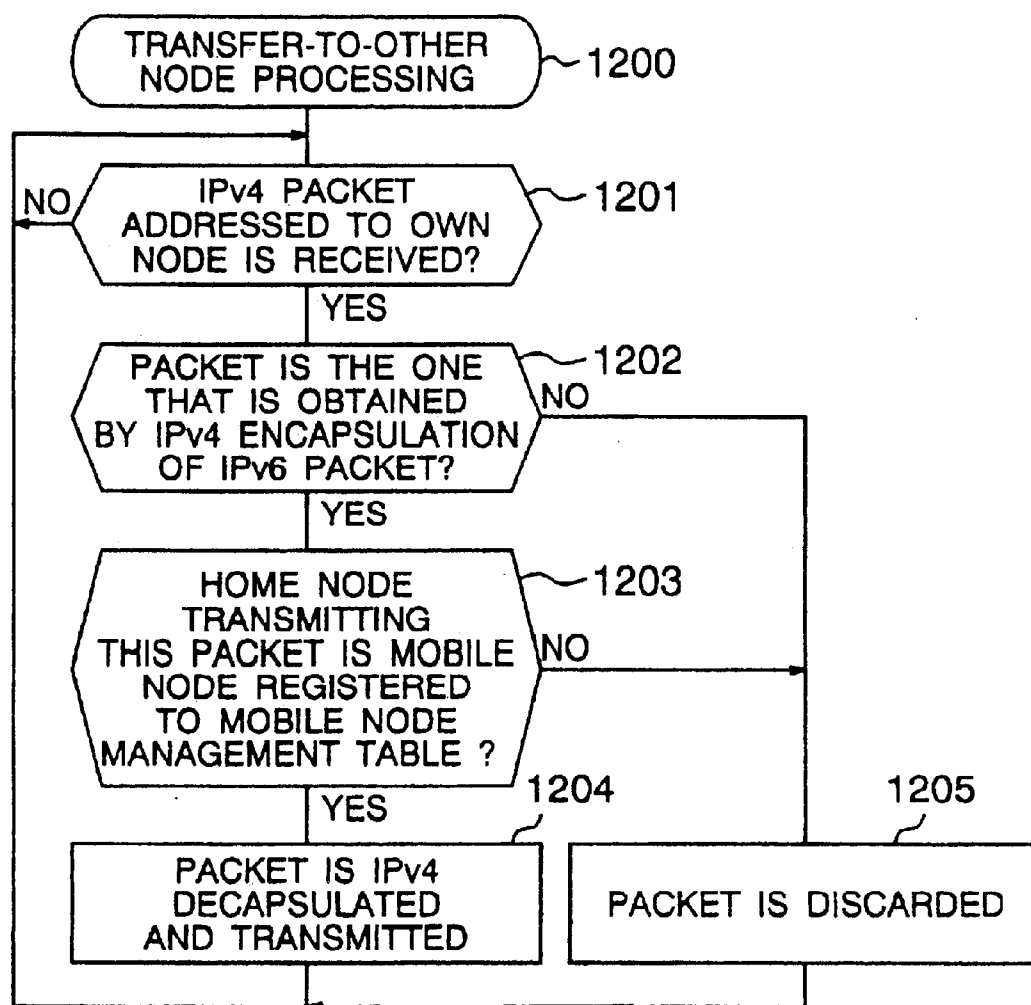 TRANSFER-TO-OTHER
NODE PROCESSING
1200
NO
IPv4 PACKET
ADDRESSED TO OWN
NODE IS RECEIVED?
1201
YES
PACKET IS THE ONE
THAT IS OBTAINED
BY IPv4 ENCAPSULATION
OF IPv6 PACKET?
1202
NO
YES
HOME NODE
TRANSMITTING
THIS PACKET IS MOBILE
NODE REGISTERED
TO MOBILE NODE
MANAGEMENT TABLE ?
1203
NO
YES
1204
1205
PACKET IS IPv4
DECAPSULATED
AND TRANSMITTED
PACKET IS DISCARDED